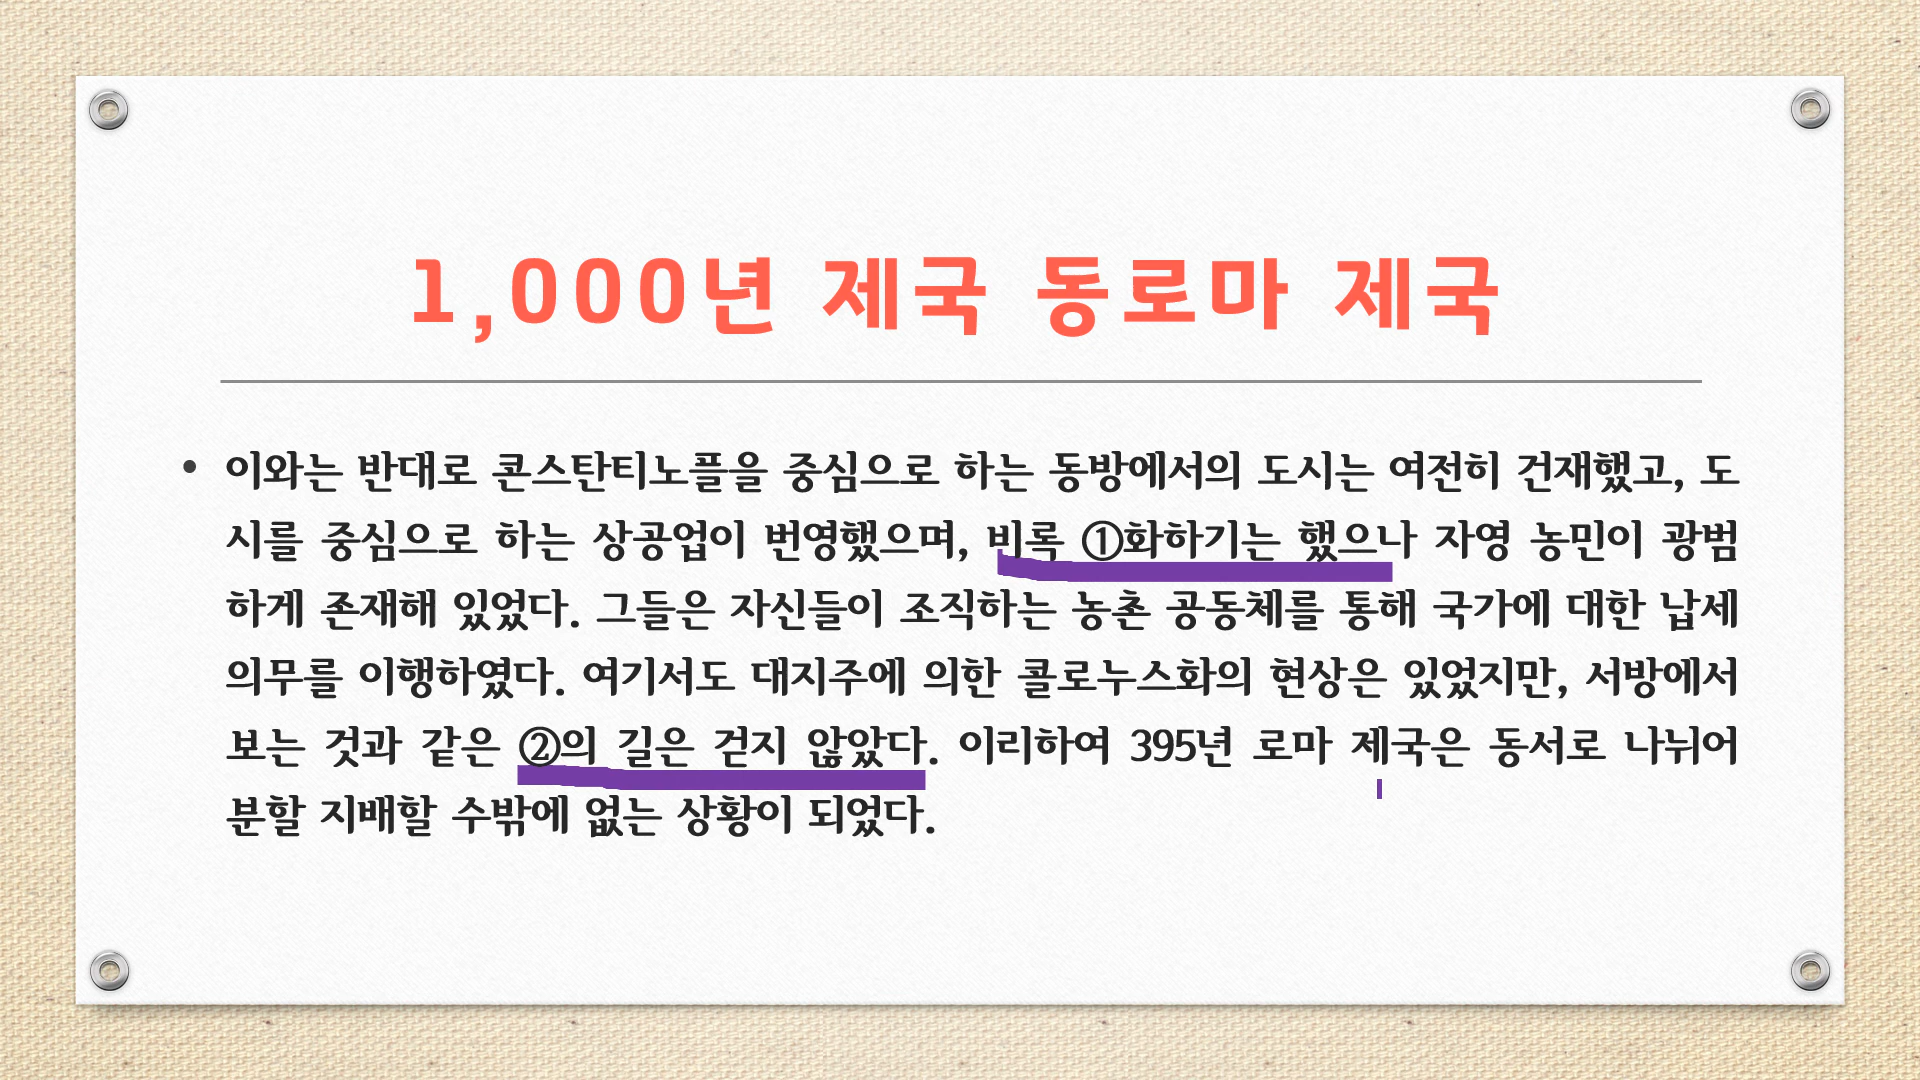 1,000년 제국 동로마 제국
• 이와는 반대로 콘스탄티노플을 중심으로 하는 동방에서의 도시는 여전히 건재했고, 도
시를 중심으로 하는 상공업이 번영했으며, 비록 ①화하기는 했으나 자영 농민이 광범
하게 존재해 있었다. 그들은 자신들이 조직하는 농촌 공동체를 통해 국가에 대한 납세
의무를 이행하였다. 여기서도 대지주에 의한 콜로누스화의 현상은 있었지만, 서방에서
보는 것과 같은 ②의 길은 걷지 않았다. 이리하여 395년 로마 제국은 동서로 나뉘어
분할 지배할 수밖에 없는 상황이 되었다.